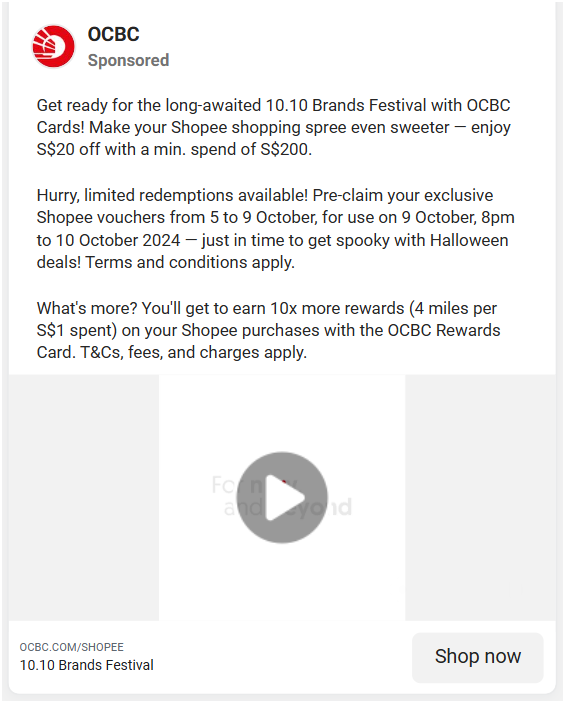 OCBC
Sponsored
Get ready for the long-awaited 10.10 Brands Festival with OCBC
Cards! Make your Shopee shopping spree even sweeter — enjoy
S$20 off with a min. spend of S$200.
Hurry, limited redemptions available! Pre-claim your exclusive
Shopee vouchers from 5 to 9 October, for use on 9 October, 8pm
to 10 October 2024 — just in time to get spooky with Halloween
deals! Terms and conditions apply.
What's more? You'll get to earn 10x more rewards (4 miles per
S$1 spent) on your Shopee purchases with the OCBC Rewards
Card. T&Cs, fees, and charges apply.
and
OCBC.COM/SHOPEE
10.10 Brands Festival
Shop now